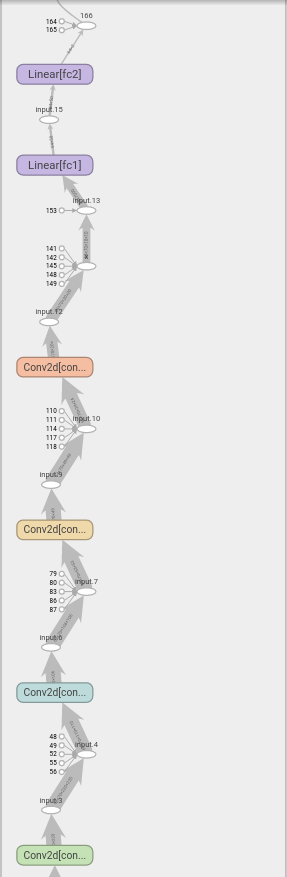 166
164
165
Linear[fc2]
input.15
Linear[fc1]
input.13
153
141
142
145
148
149
input.12
Conv2d[con...
110
111
114
117
118
input.10
input.9
Conv2d[con...
79
80
83
86
87
input.7
input.6
Conv2d[con...
48
49
52
55
56
input.4
input.3
Conv2d[con...